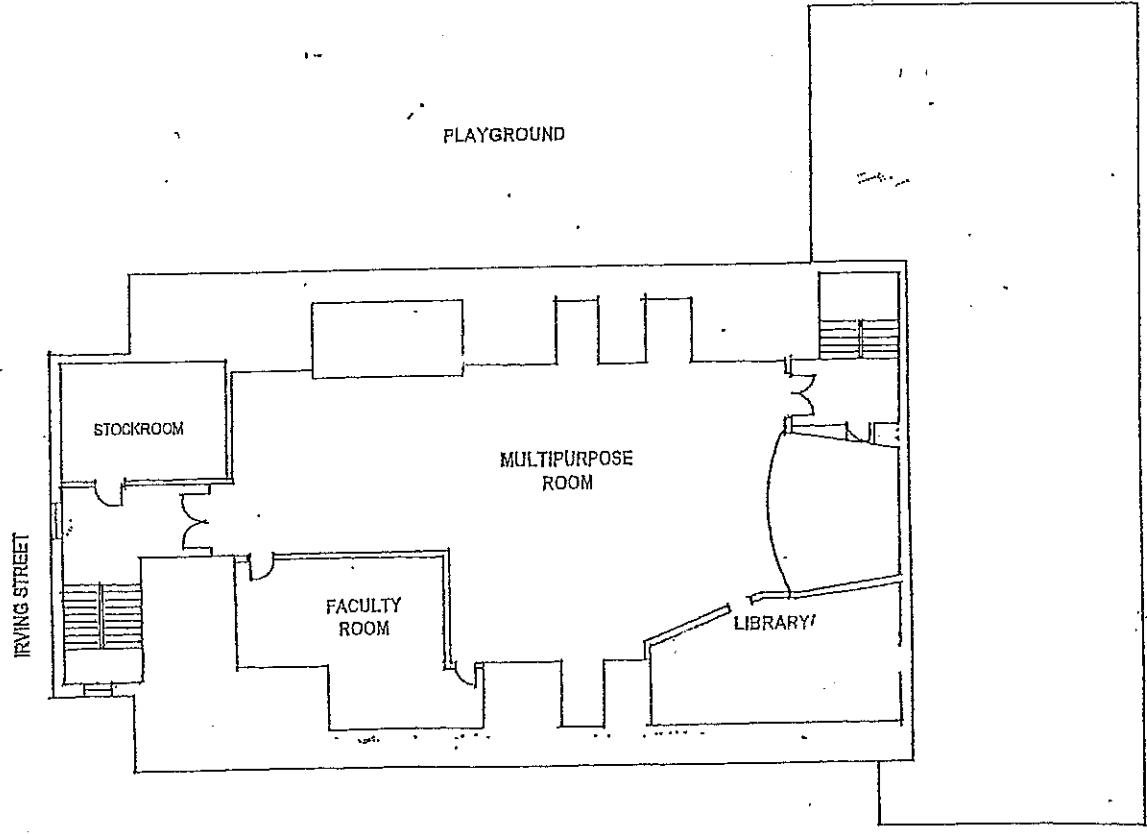 PLAYGROUND
STOCKROOM
MULTIPURPOSE
ROOM
IRVING STREET
FACULTY
ROOM
LIBRARY/